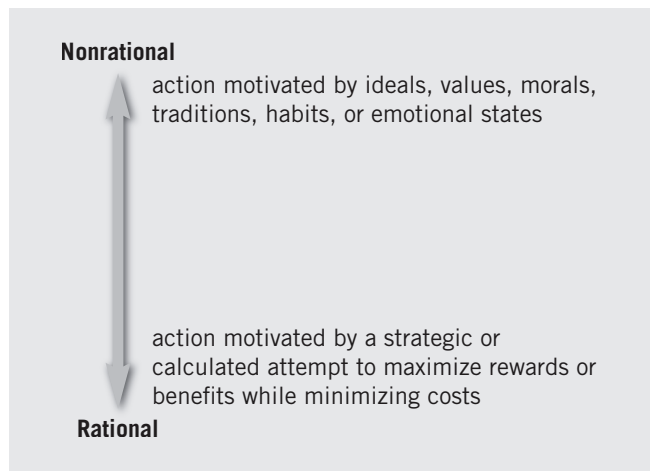 Nonrational
action motivated by ideals, values, morals,
traditions, habits, or emotional states
action motivated by a strategic or
calculated attempt to maximize rewards or
benefits while minimizing costs
Rational